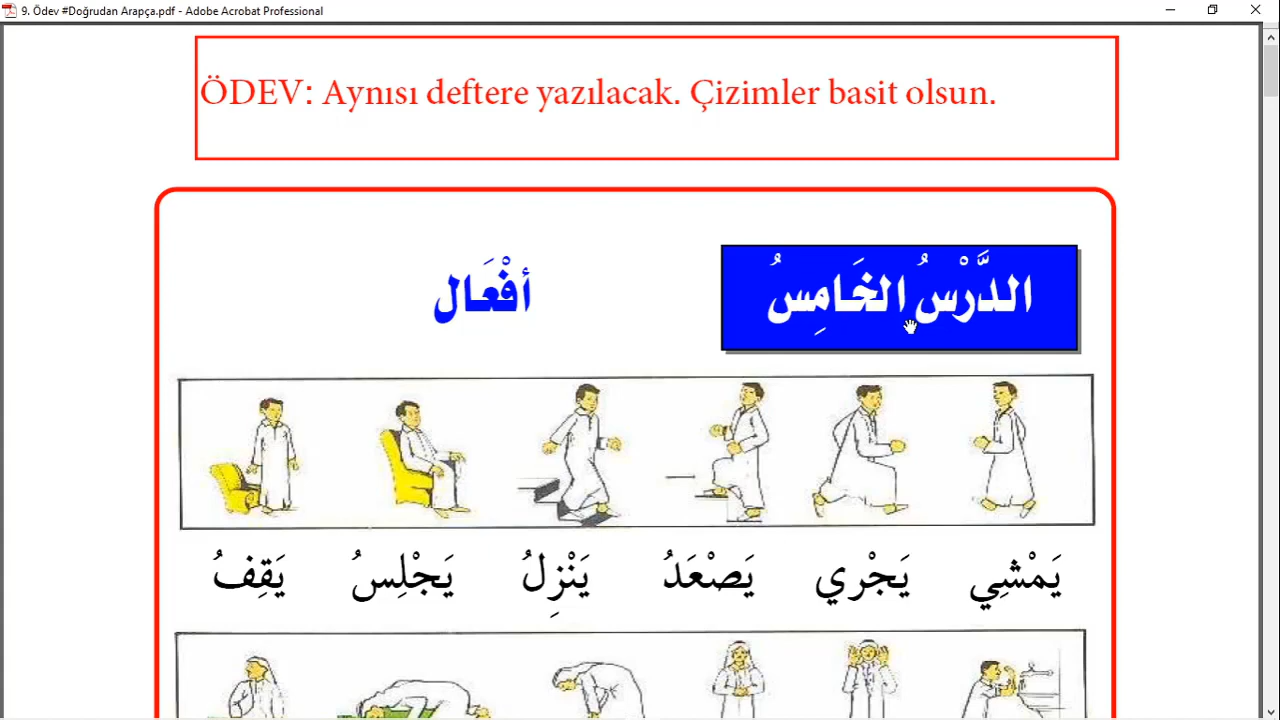 9. Ödev #Doğrudan Arapça.pdf - Adobe Acrobat Professional
ÖDEV: Aynısı deftere yazılacak. Çizimler basit olsun.
الدَّرْسُ الخَامِسُ
أفْعَال
يَمْشِي يَجْري يَصْعَدُ يَنْزِلُ يَجْلِسُ يَقِفُ